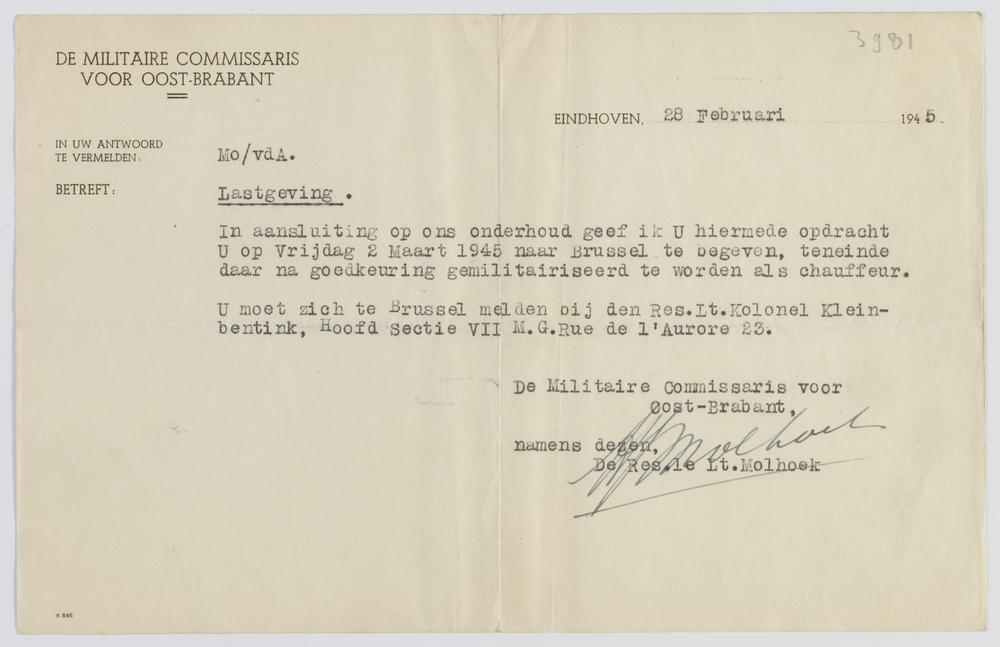 3981
DE MILITAIRE COMMISSARIS
VOOR OOST-BRABANT
EINDHOVEN, 28 Februari 1945.
IN UW ANTWOORD
TE VERMELDEN: Mo/vdA.
BETREFT: Lastgeving.
In aansluiting op ons onderhoud geef ik U hiermede opdracht
U op Vrijdag 2 Maart 1945 naar Brussel te begeven, teneinde
daar na goedkeuring gemilitairiseerd te worden als chauffeur.
U moet zich te Brussel melden bij den Res.Lt.Kolonel Klein-
bentink, Hoofd Sectie VII M.G.Rue de l'Aurore 23.
De Militaire Commissaris voor
Oost-Brabant,
namens dezen,
Molhoek
De Res.1e Lt.Molhoek
K 846